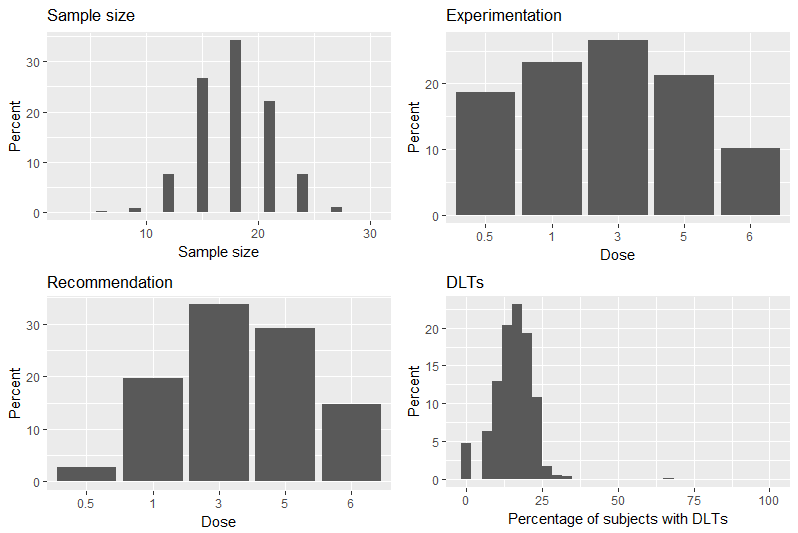 Sample size
Percent
30
20
10
0
10 20 30
Sample size
Experimentation
Percent
20
10
0
0.5 1 3 5 6
Dose
Recommendation
Percent
30
20
10
0
0.5 1 3 5 6
Dose
DLTs
Percent
20
15
10
5
0
0 25 50 75 100
Percentage of subjects with DLTs